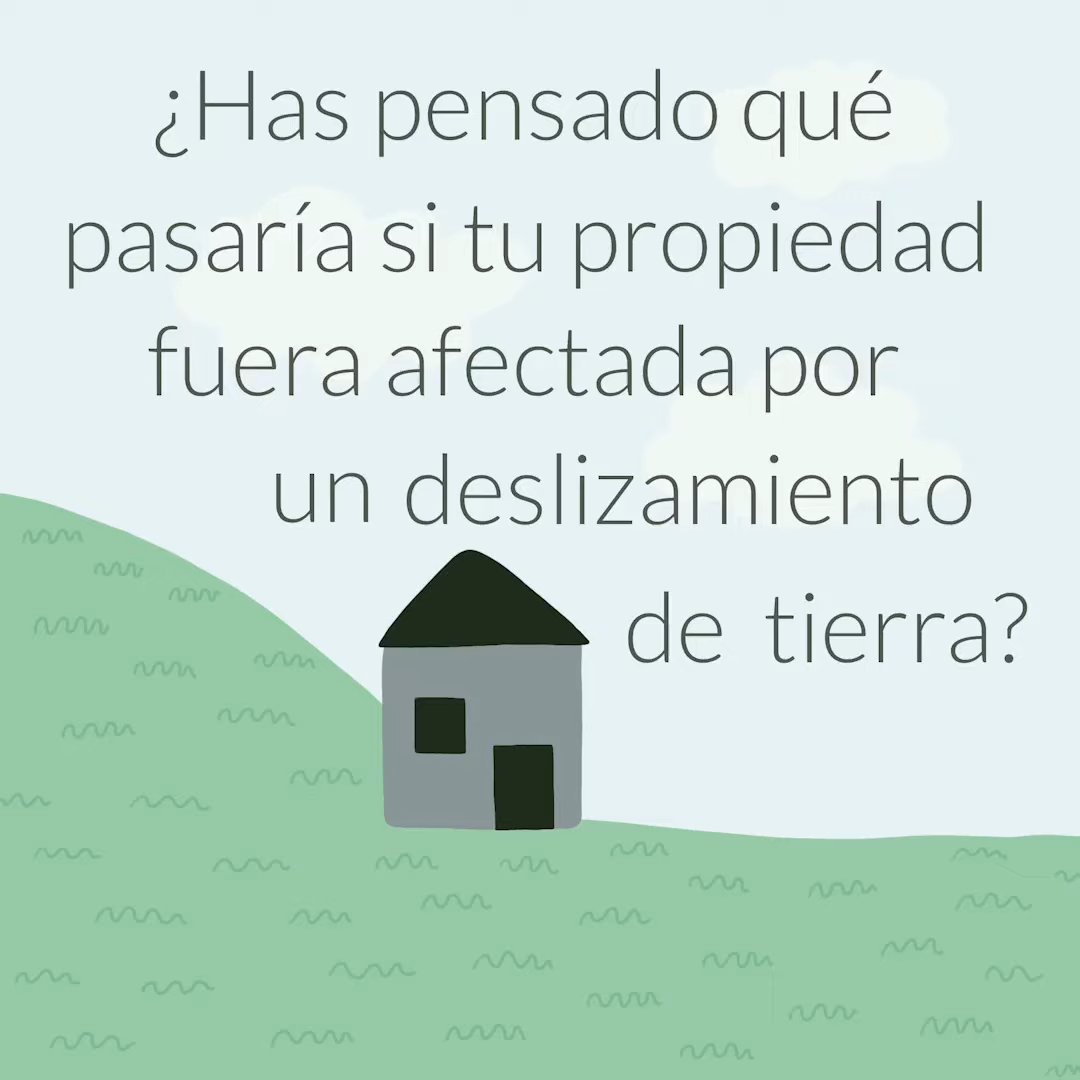 ¿Has pensado qué
pasaría si tu propiedad
fuera afectada por
un deslizamiento
de tierra?